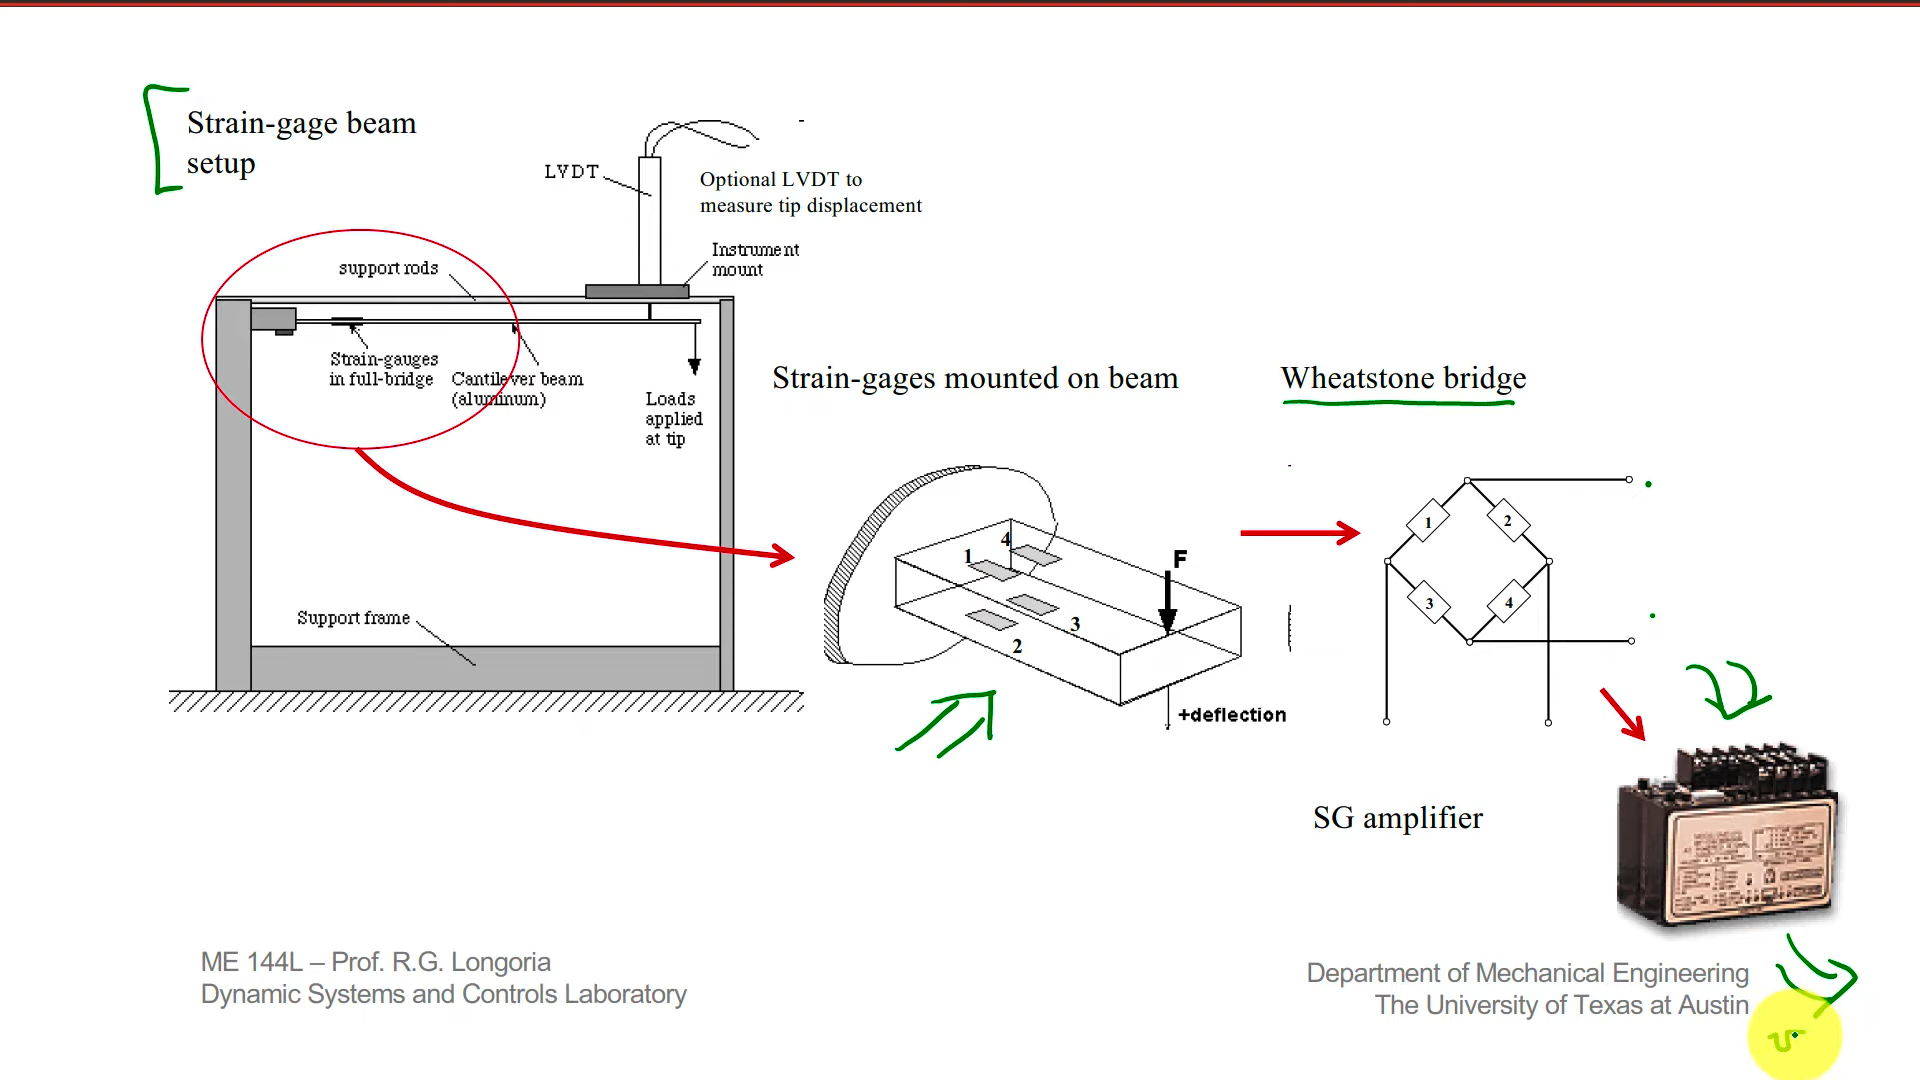 Strain-gage beam
setup
LVDT
Optional LVDT to
measure tip displacement
Instrument
mount
support rods
Strain-gauges
in full-bridge
Cantilever beam
(aluminum)
Loads
applied
at tip
Support frame
Strain-gages mounted on beam
1
4
3
2
F
+deflection
Wheatstone bridge
1
2
3
4
SG amplifier
ME 144L – Prof. R.G. Longoria
Dynamic Systems and Controls Laboratory
Department of Mechanical Engineering
The University of Texas at Austin